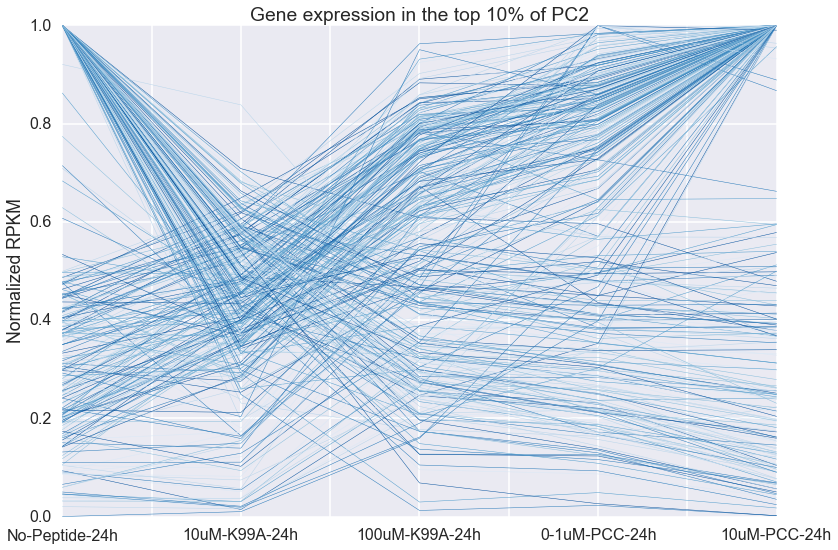 Gene expression in the top 10% of PC2
1.0
0.8
0.6
0.4
0.2
0.0
Normalized RPKM
No-Peptide-24h
10uM-K99A-24h
100uM-K99A-24h
0-1uM-PCC-24h
10uM-PCC-24h